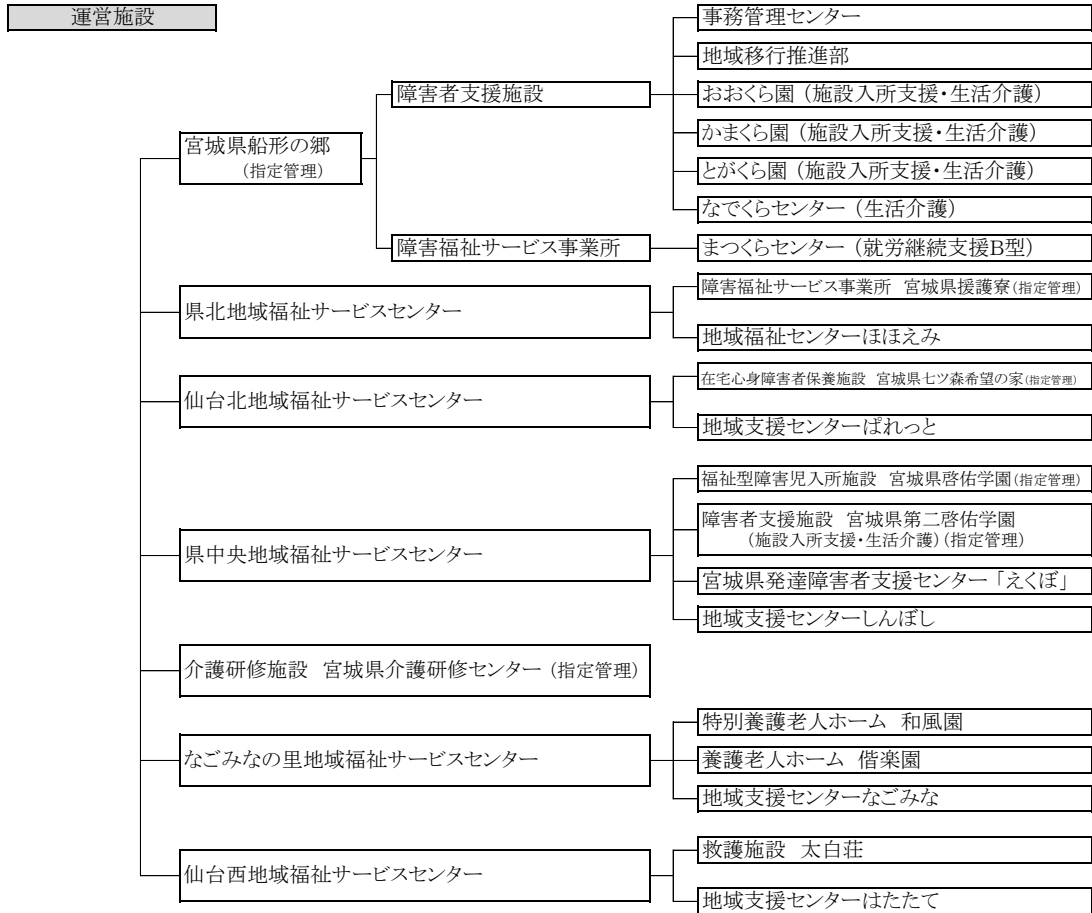 運営施設
事務管理センター
地域移行推進部
障害者支援施設
おおくら園 (施設入所支援・生活介護)
宮城県船形の郷
(指定管理)
かまくら園 (施設入所支援・生活介護)
とがくら園 (施設入所支援・生活介護)
なでくらセンター (生活介護)
障害福祉サービス事業所
まつくらセンター (就労継続支援B型)
県北地域福祉サービスセンター
障害福祉サービス事業所 宮城県援護寮(指定管理)
地域福祉センターほほえみ
仙台北地域福祉サービスセンター
在宅心身障害者保養施設 宮城県七ツ森希望の家(指定管理)
地域支援センターぱれっと
県中央地域福祉サービスセンター
福祉型障害児入所施設 宮城県啓佑学園(指定管理)
障害者支援施設 宮城県第二啓佑学園
(施設入所支援・生活介護) (指定管理)
宮城県発達障害者支援センター 「えくぼ」
地域支援センターしんぼし
介護研修施設 宮城県介護研修センター (指定管理)
なごみなの里地域福祉サービスセンター
特別養護老人ホーム 和風園
養護老人ホーム 偕楽園
地域支援センターなごみな
仙台西地域福祉サービスセンター
救護施設 太白荘
地域支援センターはたたて